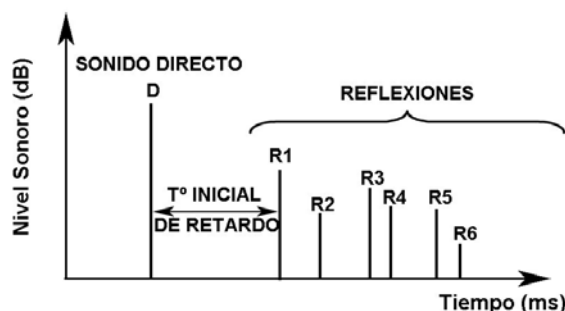 Nivel Sonoro (dB)
SONIDO DIRECTO
D
REFLEXIONES
R1
Tº INICIAL
DE RETARDO
R2
R3
R4
R5
R6
Tiempo (ms)